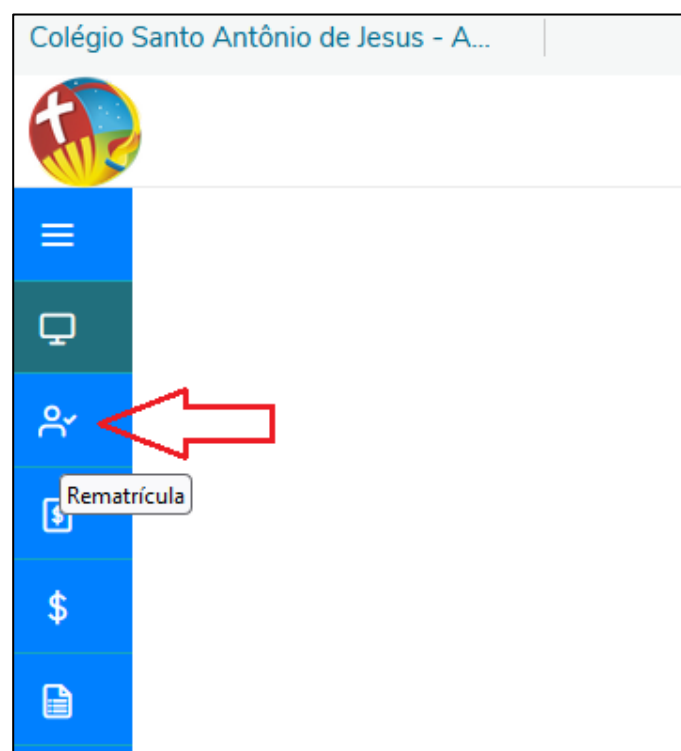 Colégio Santo Antônio de Jesus - A...
Rematrícula
$
$